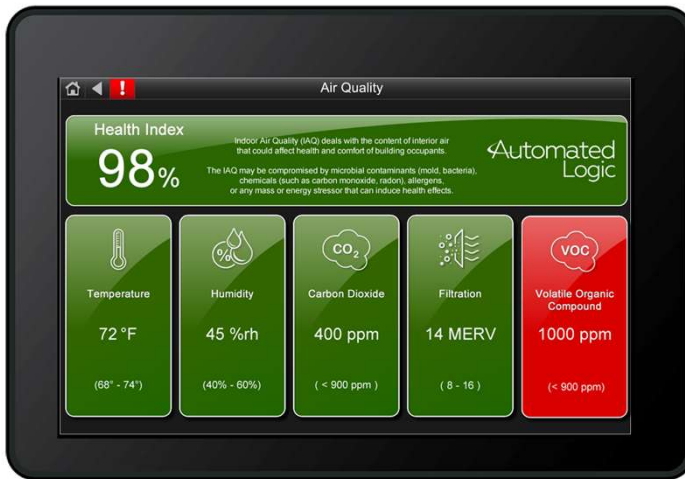 !
Air Quality
Health Index
98%
Indoor Air Quality (IAQ) deals with the content of interior air
that could affect health and comfort of building occupants.
The IAQ may be compromised by microbial contaminants (mold, bacteria),
chemicals (such as carbon monoxide, radon), allergens,
or any mass or energy stressor that can induce health effects.
Automated
Logic
%
CO₂
VOC
Temperature
Humidity
Carbon Dioxide
Filtration
Volatile Organic
Compound
72 °F
45 %rh
400 ppm
14 MERV
1000 ppm
(68° - 74°)
(40% - 60%)
( < 900 ppm )
( 8 - 16 )
(< 900 ppm)